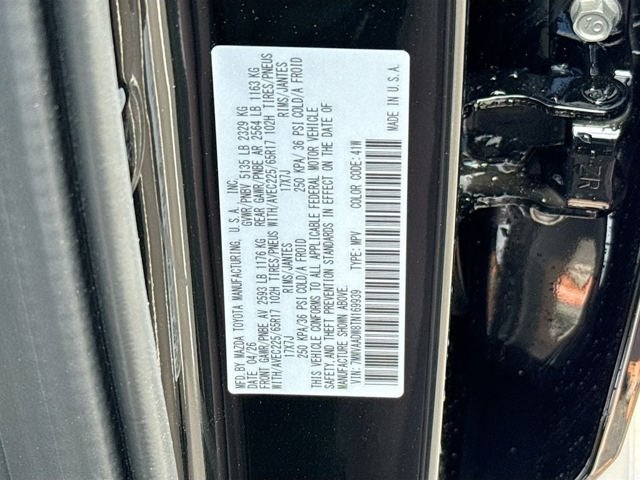 MFD.BY MAZDA TOYOTA MANUFACTURING, U.S.A., INC.
DATE 04/26 GWR/PNBV 5135 LB 2329 KG
FRONT GAWR/PNBE AV 2593 LB 1176 KG REAR GAWR/PNBE AR 2564 LB 1163 KG
WITH/AVEC225/65R17 102H TIRES/PNEUS WITH/AVEC225/65R17 102H TIRES/PNEUS
17X7J RIMS/JANTES 17X7J RIMS/JANTES
250 KPA/36 PSI COLD/A FROID 250 KPA/ 36 PSI COLD/A FROID
THIS VEHICLE CONFORMS TO ALL APPLICABLE FEDERAL MOTOR VEHICLE
SAFETY,AND THEFT PREVENTION STANDARDS IN EFFECT ON THE DATE OF
MANUFACTURE SHOWN ABOVE.
VIN: 7MMVAADW8TN169939 TYPE: MPV COLOR CODE: 41W
MADE IN U.S.A.
10